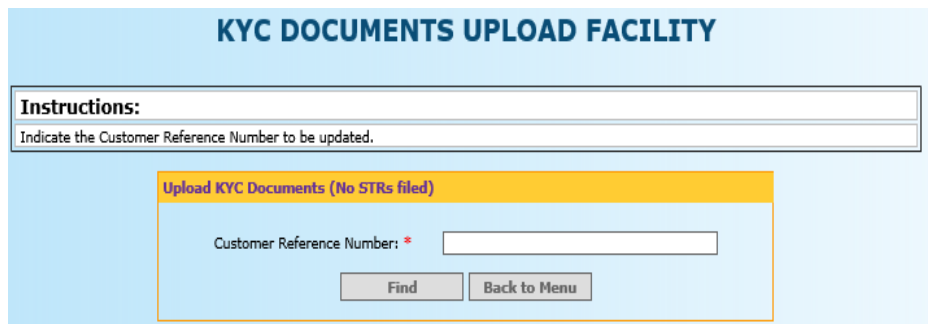 KYC DOCUMENTS UPLOAD FACILITY
Instructions:
Indicate the Customer Reference Number to be updated.
Upload KYC Documents (No STRs filed)
Customer Reference Number: *
Find Back to Menu